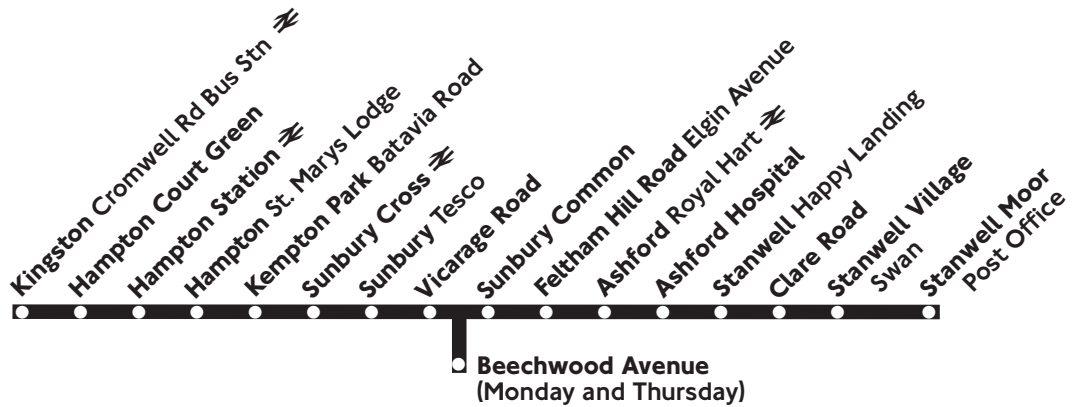 Kingston Cromwell Rd Bus Stn
Hampton Court Green
Hampton Station
Hampton St. Marys Lodge
Kempton Park Batavia Road
Sunbury Cross
Sunbury Tesco
Vicarage Road
Sunbury Common
Feltham Hill Road Elgin Avenue
Ashford Royal Hart
Ashford Hospital
Stanwell Happy Landing
Clare Road
Stanwell Village
Swan
Stanwell Moor
Post Office
Beechwood Avenue
(Monday and Thursday)